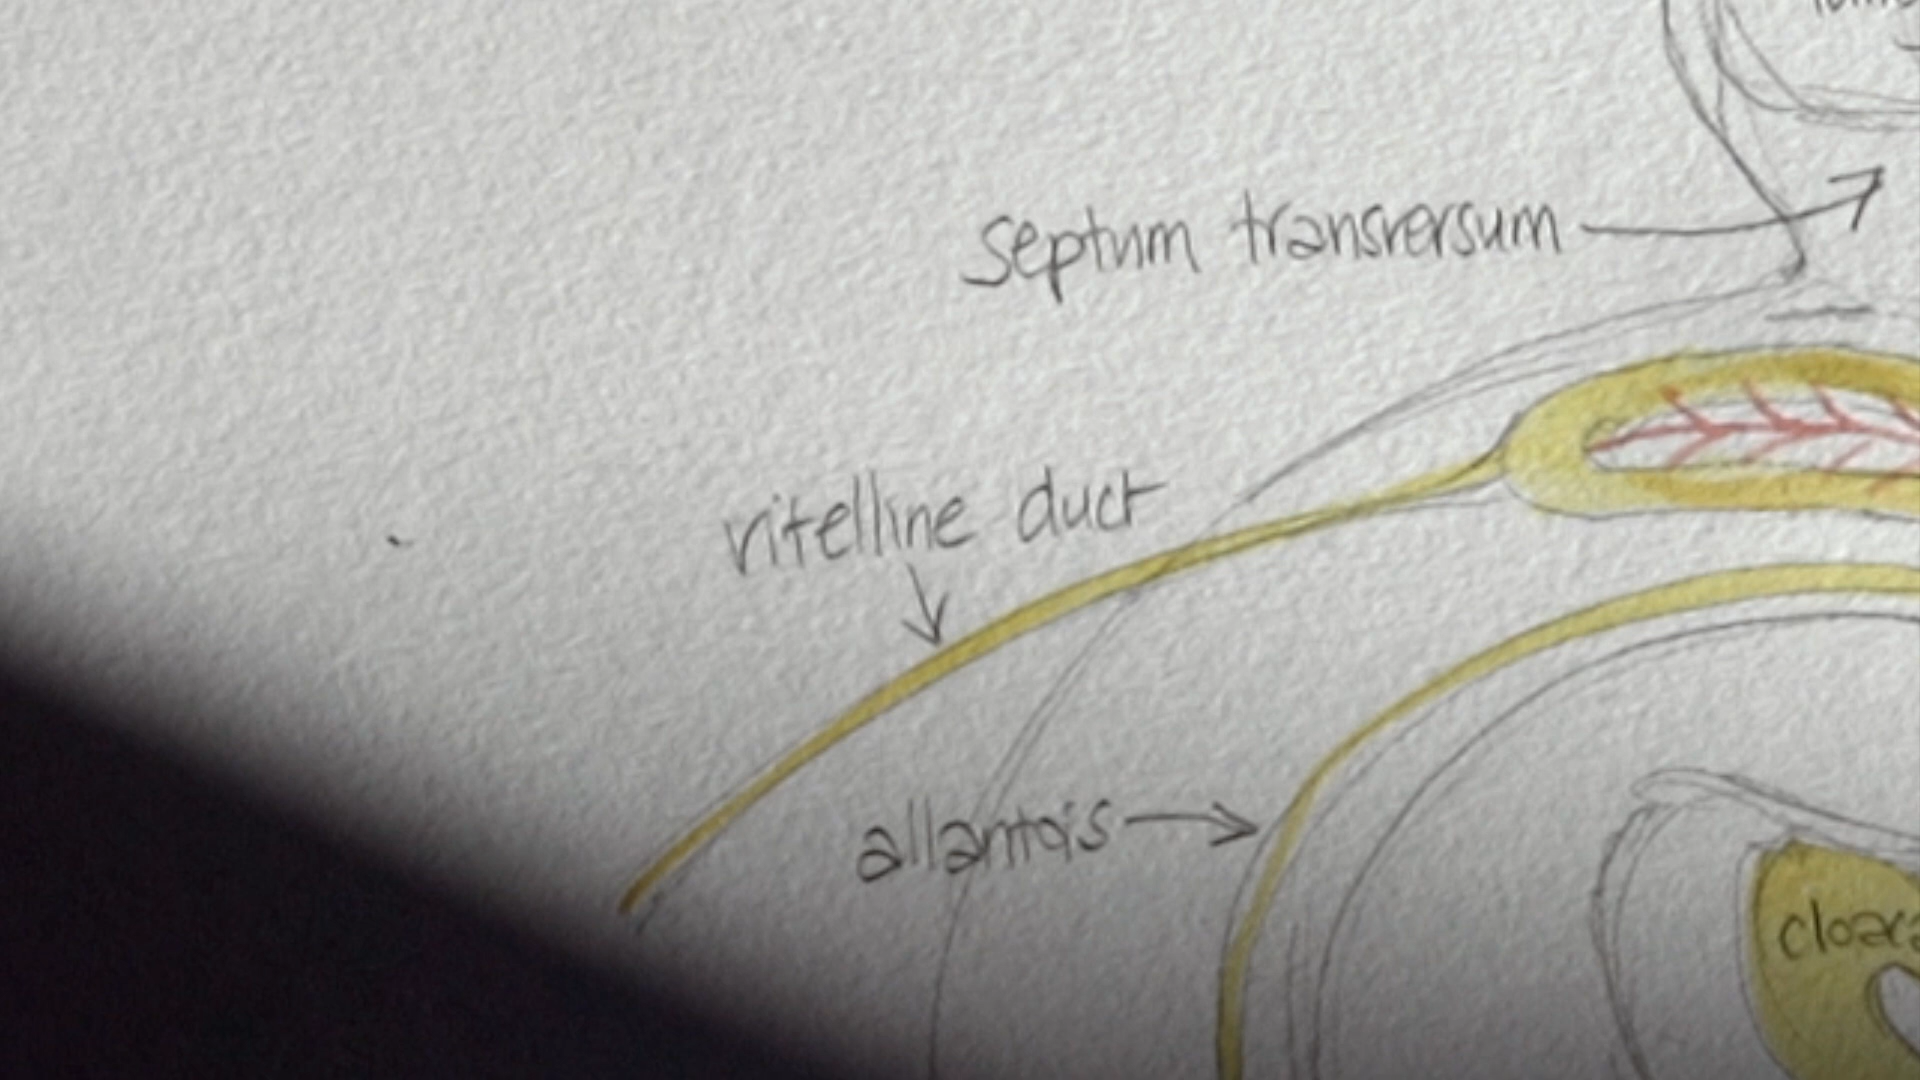 septum transversum
vitelline duct
allantois
cloaca